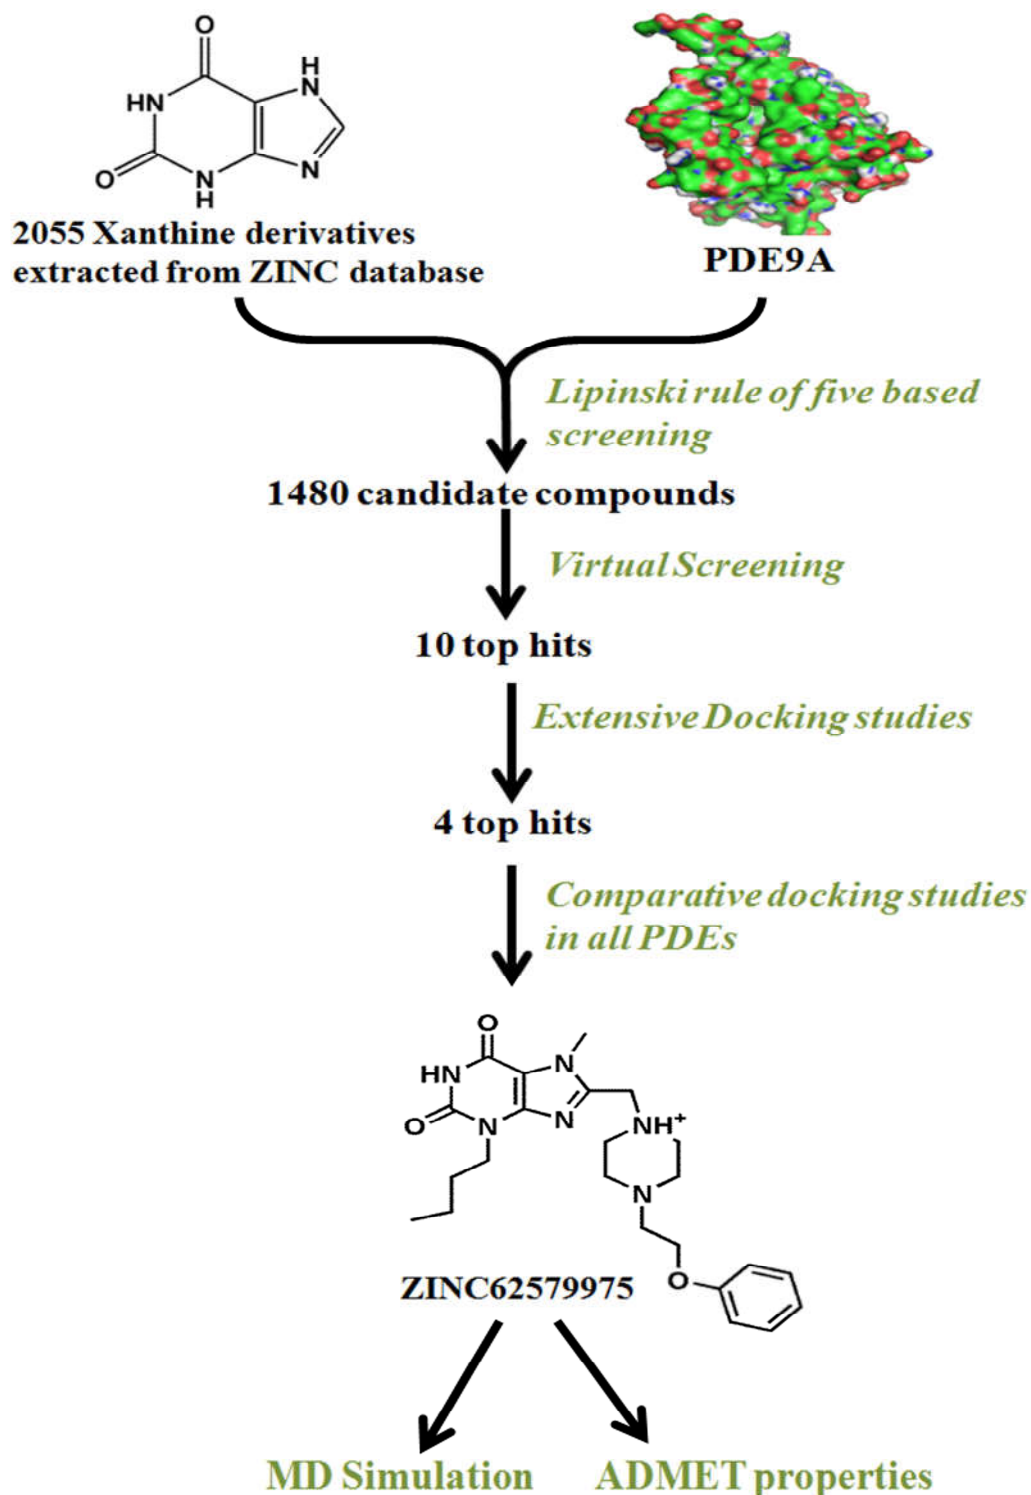 O
HN
H
N
O
N
H
N
2055 Xanthine derivatives
extracted from ZINC database
PDE9A
Lipinski rule of five based
screening
1480 candidate compounds
Virtual Screening
10 top hits
Extensive Docking studies
4 top hits
Comparative docking studies
in all PDEs
O
HN
N
O
N
N
NH+
N
O
ZINC62579975
MD Simulation
ADMET properties